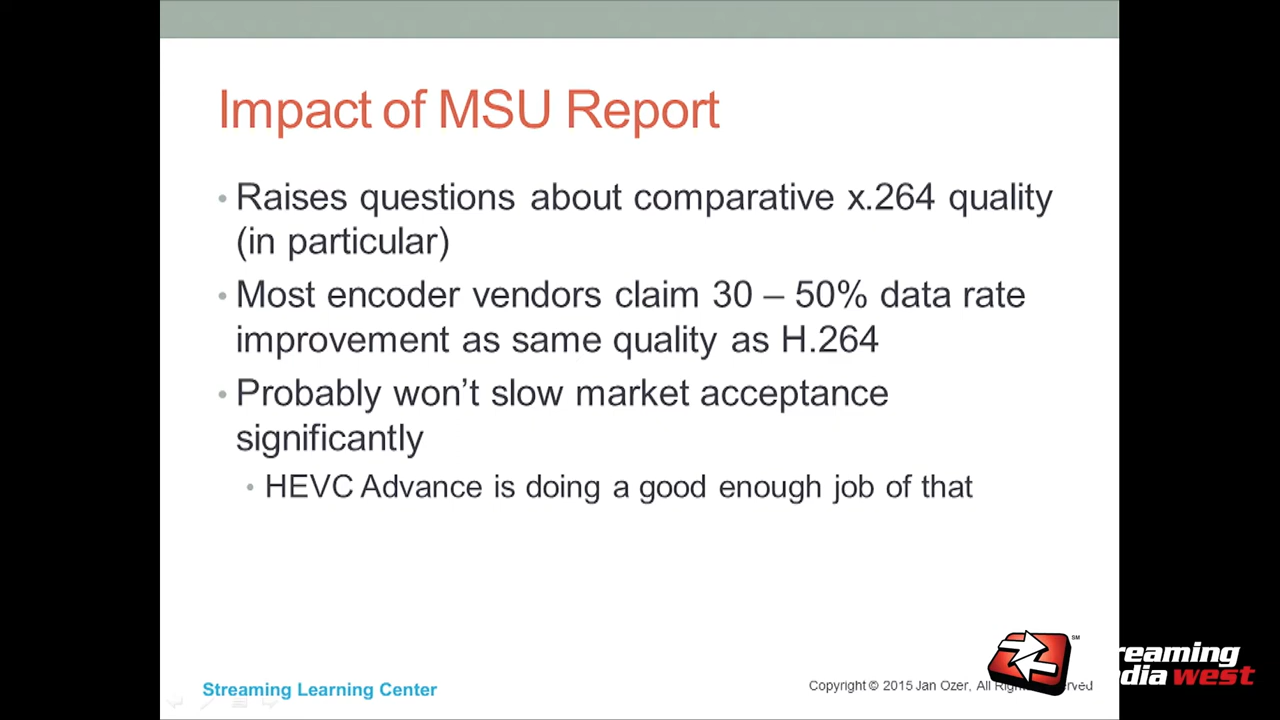 Impact of MSU Report
• Raises questions about comparative x.264 quality
(in particular)
• Most encoder vendors claim 30 – 50% data rate
improvement as same quality as H.264
• Probably won't slow market acceptance
significantly
• HEVC Advance is doing a good enough job of that
Streaming Learning Center
Copyright © 2015 Jan Ozer, All
SM
west